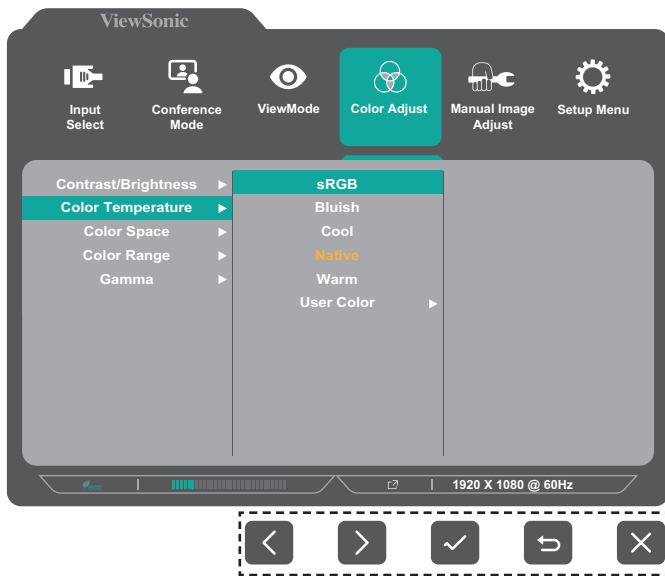 ViewSonic
Input Select
Conference Mode
ViewMode
Color Adjust
Manual Image Adjust
Setup Menu
Contrast/Brightness
Color Temperature
Color Space
Color Range
Gamma
sRGB
Bluish
Cool
Native
Warm
User Color
eco
1920 X 1080 @ 60Hz